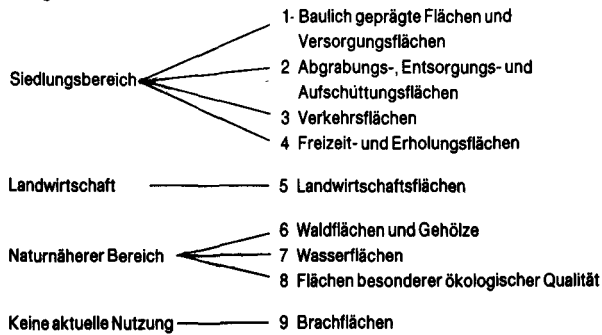 1- Baulich geprägte Flächen und
Versorgungsflächen
Siedlungsbereich
2 Abgrabungs-, Entsorgungs- und
Aufschüttungsflächen
3 Verkehrsflächen
4 Freizeit- und Erholungsflächen
Landwirtschaft
5 Landwirtschaftsflächen
6 Waldflächen und Gehölze
Naturnäherer Bereich
7 Wasserflächen
8 Flächen besonderer ökologischer Qualität
Keine aktuelle Nutzung
9 Brachflächen